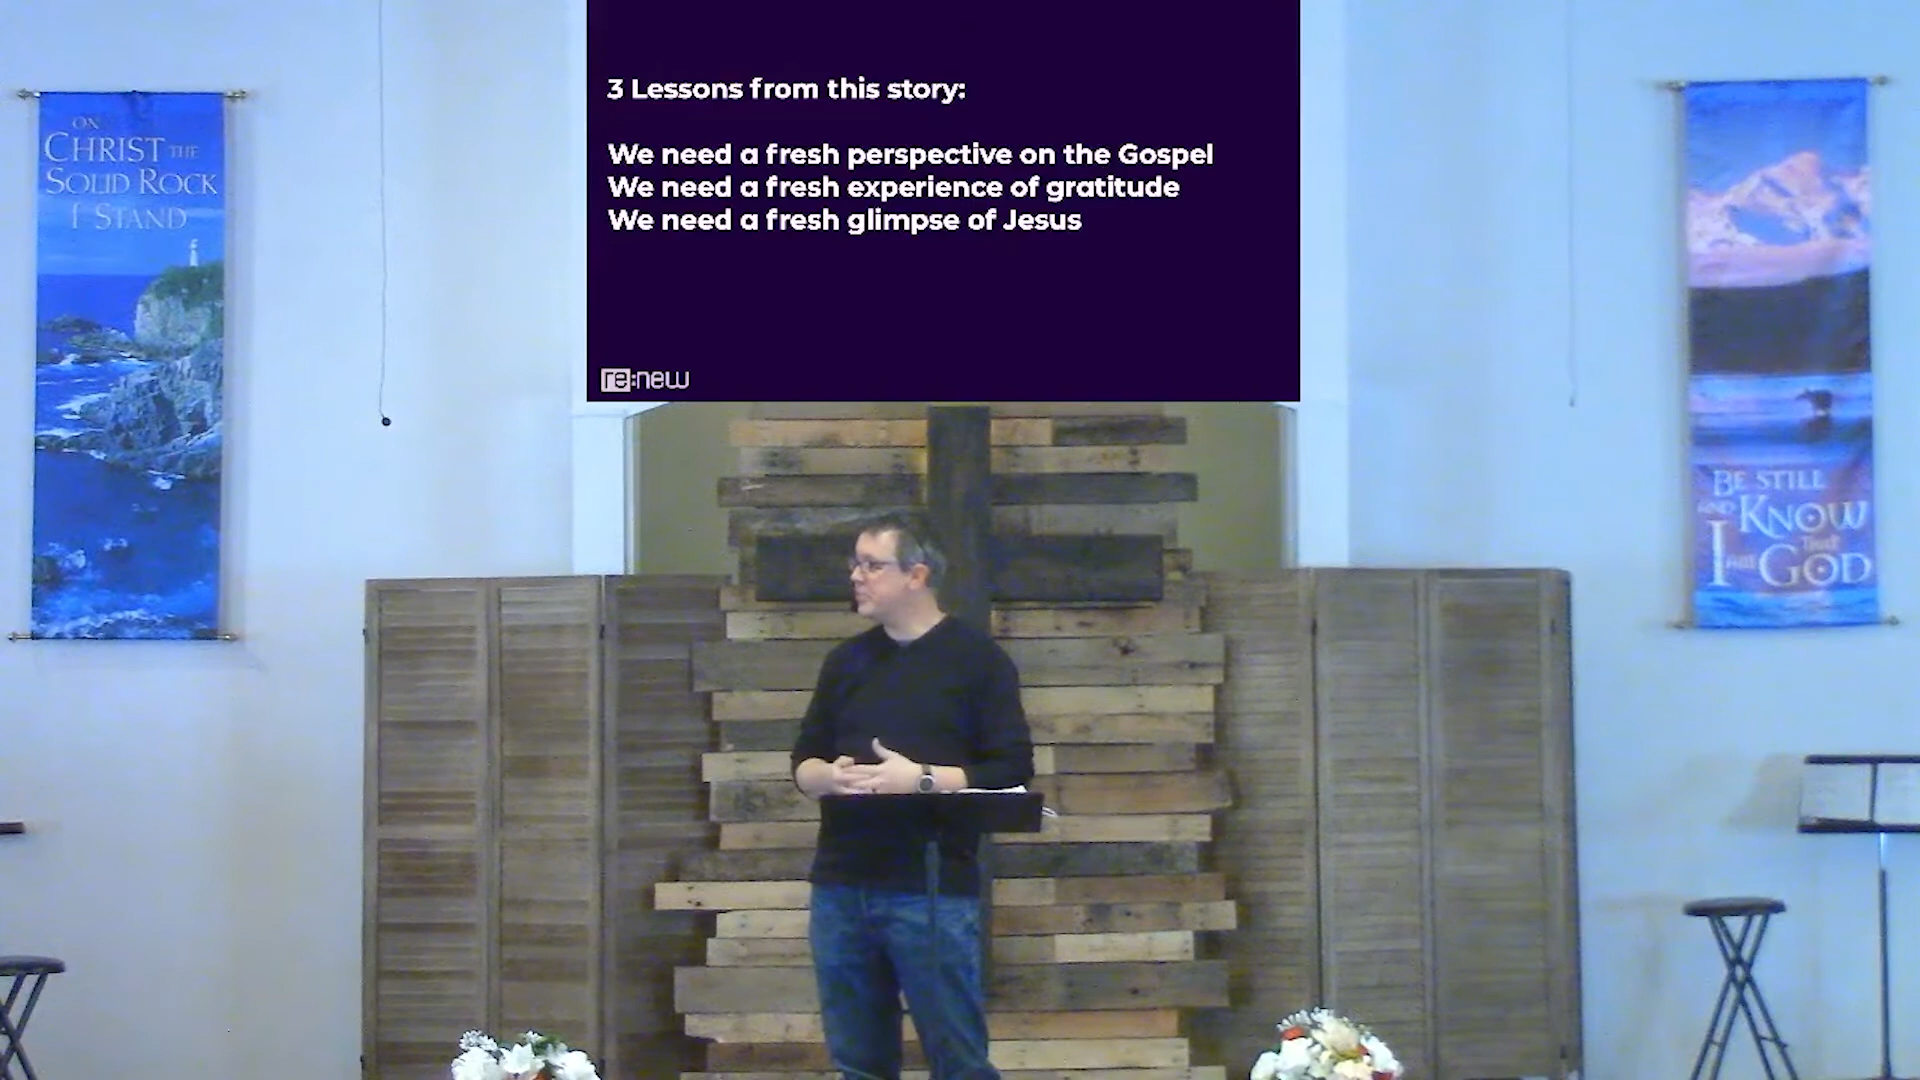 3 Lessons from this story:
We need a fresh perspective on the Gospel
We need a fresh experience of gratitude
We need a fresh glimpse of Jesus
re:new
ON
CHRIST THE
SOLID ROCK
I STAND
BE STILL
AND KNOW
That
I AM GOD